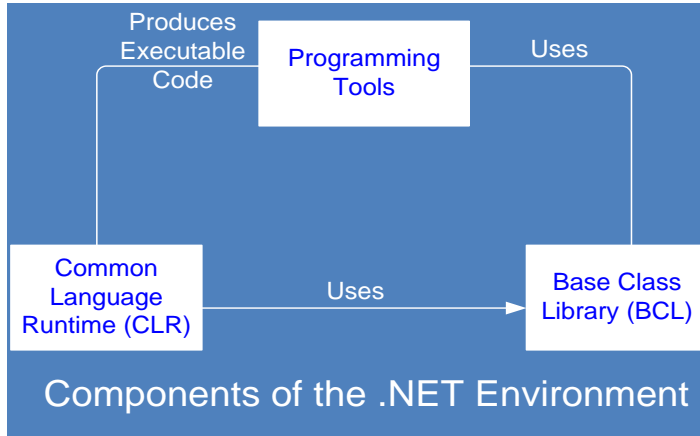 Produces
Executable
Code
Programming
Tools
Uses
Common
Language
Runtime (CLR)
Uses
Base Class
Library (BCL)
Components of the .NET Environment